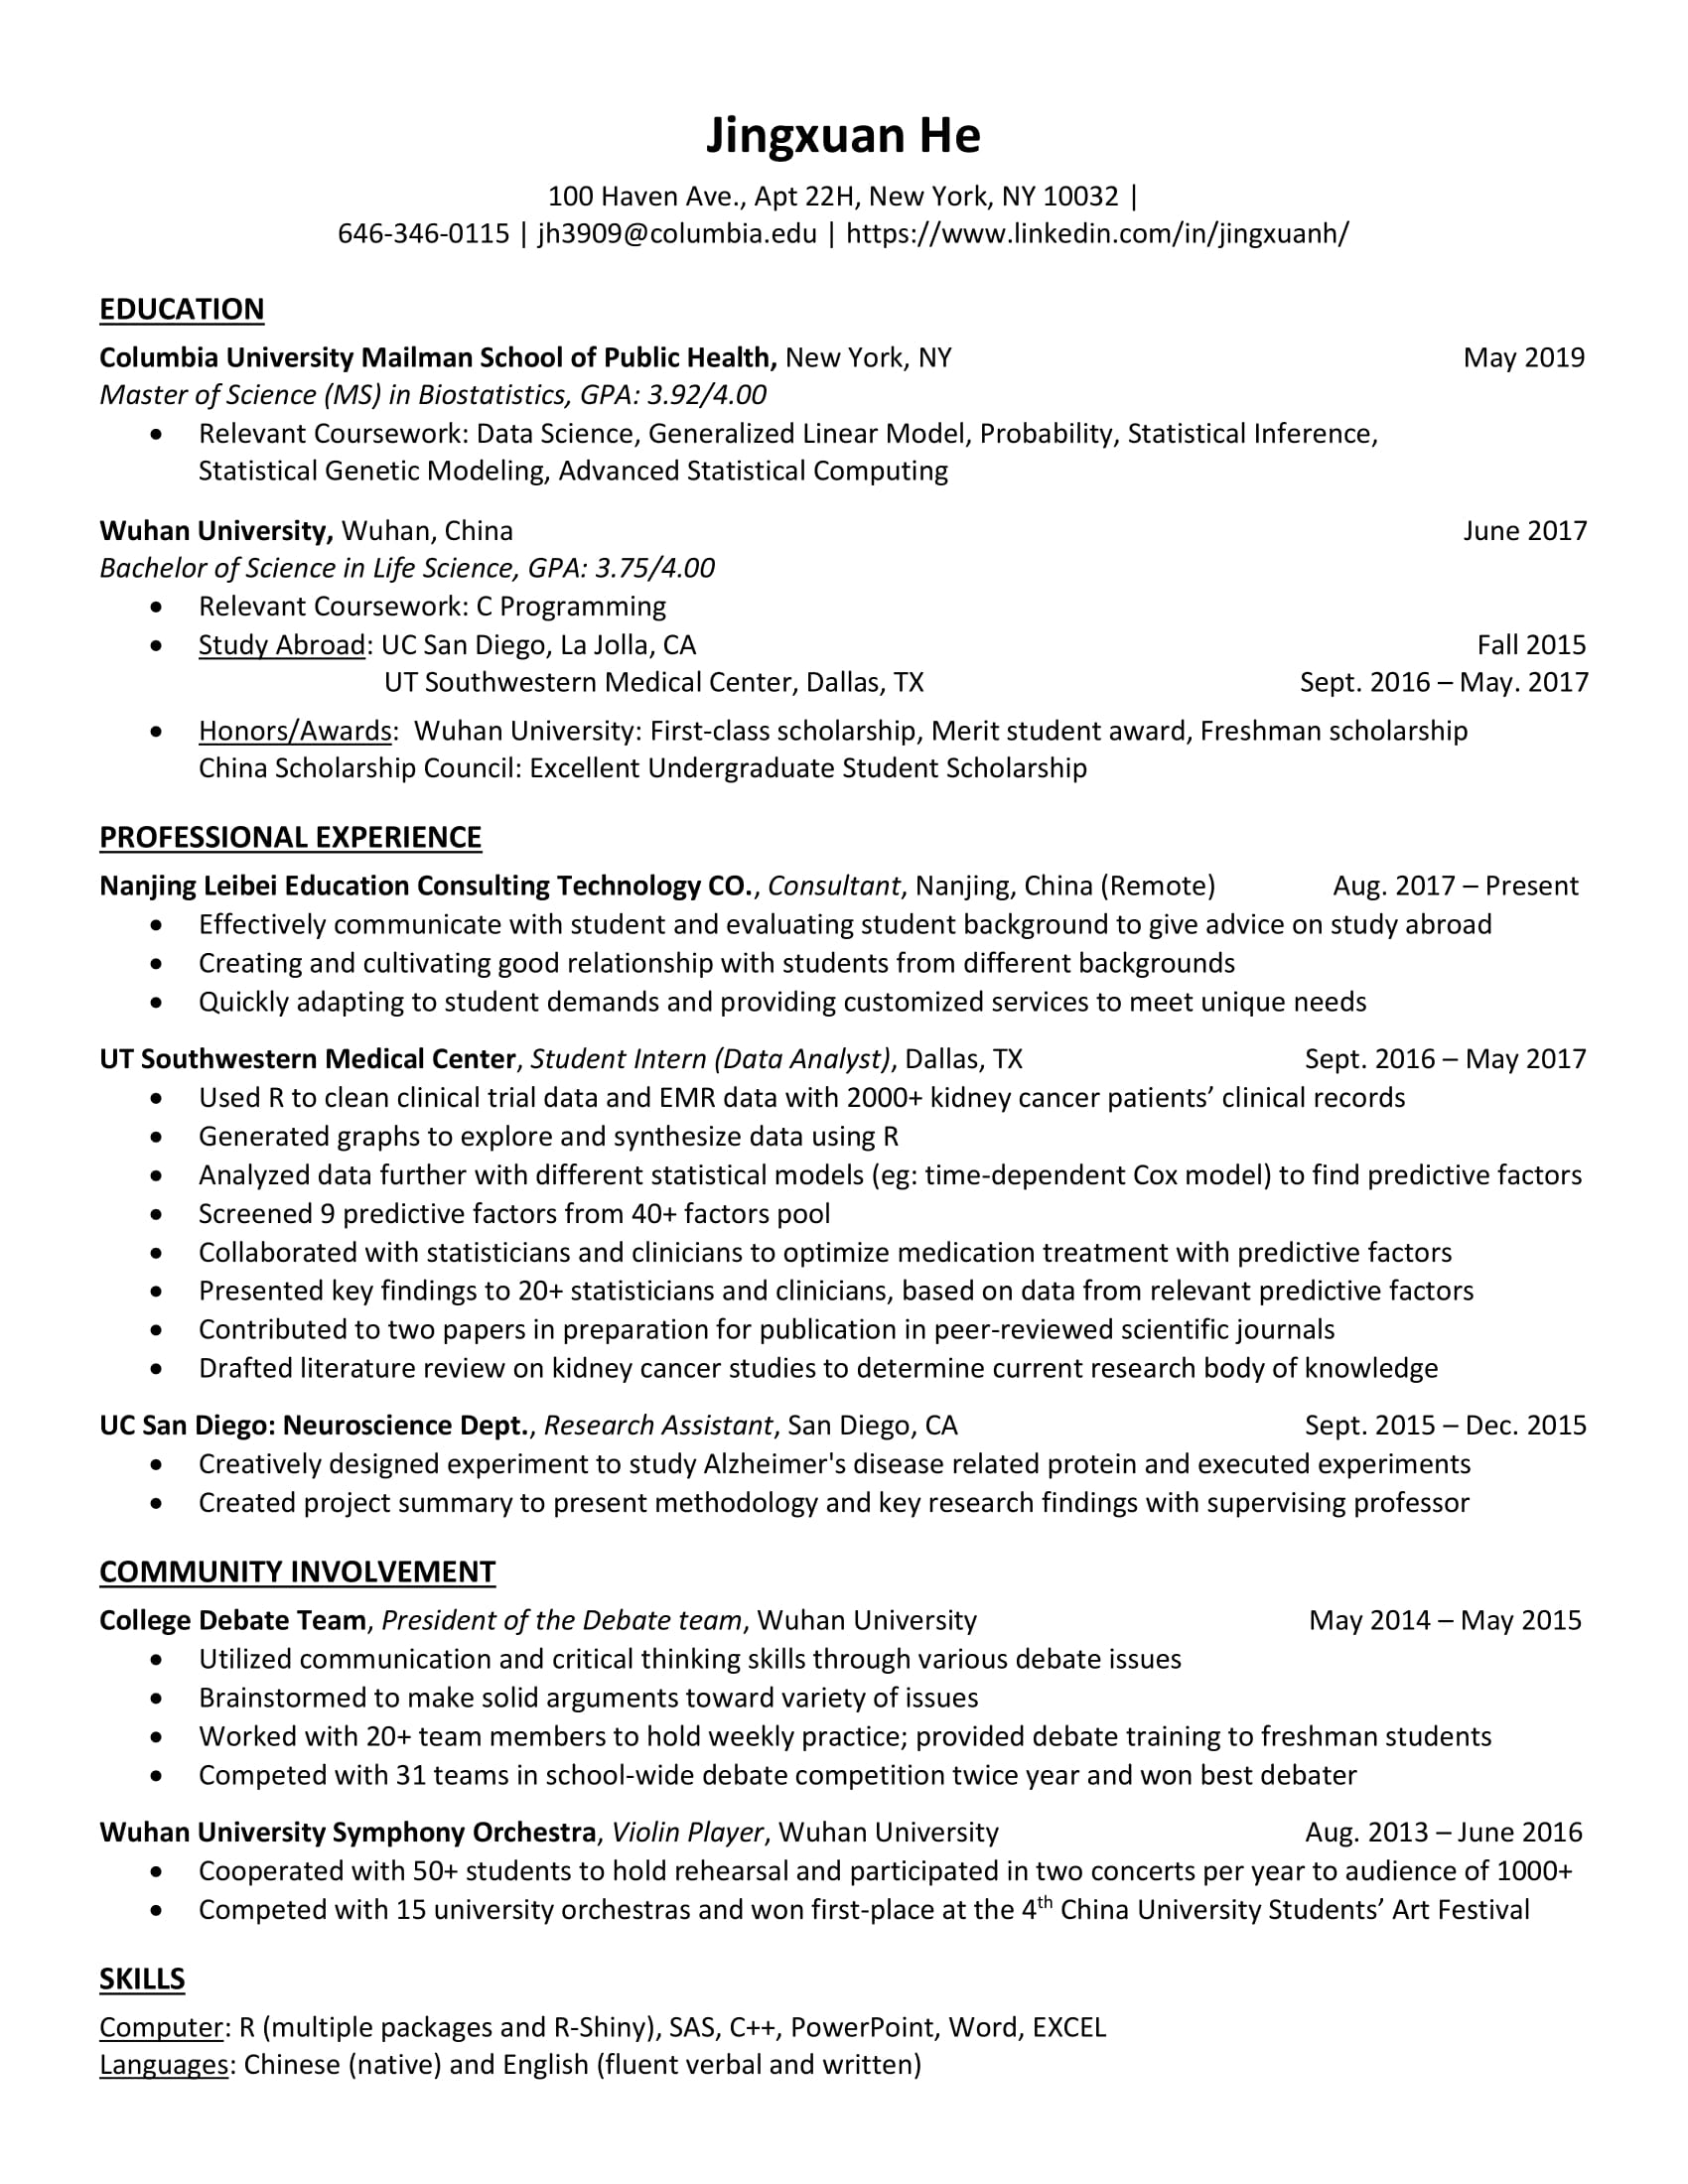 Jingxuan He
100 Haven Ave., Apt 22H, New York, NY 10032 |
646-346-0115 | jh3909@columbia.edu | https://www.linkedin.com/in/jingxuanh/
EDUCATION
Columbia University Mailman School of Public Health, New York, NY May 2019
Master of Science (MS) in Biostatistics, GPA: 3.92/4.00
• Relevant Coursework: Data Science, Generalized Linear Model, Probability, Statistical Inference,
Statistical Genetic Modeling, Advanced Statistical Computing
Wuhan University, Wuhan, China June 2017
Bachelor of Science in Life Science, GPA: 3.75/4.00
• Relevant Coursework: C Programming
• Study Abroad: UC San Diego, La Jolla, CA Fall 2015
UT Southwestern Medical Center, Dallas, TX Sept. 2016 – May. 2017
• Honors/Awards: Wuhan University: First-class scholarship, Merit student award, Freshman scholarship
China Scholarship Council: Excellent Undergraduate Student Scholarship
PROFESSIONAL EXPERIENCE
Nanjing Leibei Education Consulting Technology CO., Consultant, Nanjing, China (Remote) Aug. 2017 – Present
• Effectively communicate with student and evaluating student background to give advice on study abroad
• Creating and cultivating good relationship with students from different backgrounds
• Quickly adapting to student demands and providing customized services to meet unique needs
UT Southwestern Medical Center, Student Intern (Data Analyst), Dallas, TX Sept. 2016 – May 2017
• Used R to clean clinical trial data and EMR data with 2000+ kidney cancer patients’ clinical records
• Generated graphs to explore and synthesize data using R
• Analyzed data further with different statistical models (eg: time-dependent Cox model) to find predictive factors
• Screened 9 predictive factors from 40+ factors pool
• Collaborated with statisticians and clinicians to optimize medication treatment with predictive factors
• Presented key findings to 20+ statisticians and clinicians, based on data from relevant predictive factors
• Contributed to two papers in preparation for publication in peer-reviewed scientific journals
• Drafted literature review on kidney cancer studies to determine current research body of knowledge
UC San Diego: Neuroscience Dept., Research Assistant, San Diego, CA Sept. 2015 – Dec. 2015
• Creatively designed experiment to study Alzheimer's disease related protein and executed experiments
• Created project summary to present methodology and key research findings with supervising professor
COMMUNITY INVOLVEMENT
College Debate Team, President of the Debate team, Wuhan University May 2014 – May 2015
• Utilized communication and critical thinking skills through various debate issues
• Brainstormed to make solid arguments toward variety of issues
• Worked with 20+ team members to hold weekly practice; provided debate training to freshman students
• Competed with 31 teams in school-wide debate competition twice year and won best debater
Wuhan University Symphony Orchestra, Violin Player, Wuhan University Aug. 2013 – June 2016
• Cooperated with 50+ students to hold rehearsal and participated in two concerts per year to audience of 1000+
• Competed with 15 university orchestras and won first-place at the 4th China University Students’ Art Festival
SKILLS
Computer: R (multiple packages and R-Shiny), SAS, C++, PowerPoint, Word, EXCEL
Languages: Chinese (native) and English (fluent verbal and written)